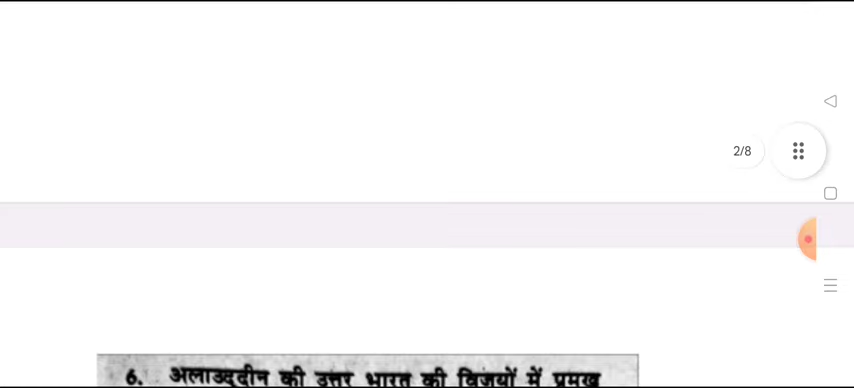 2/8
6. अलाउद्दीन की उत्तर भारत की विजयों में प्रमुख